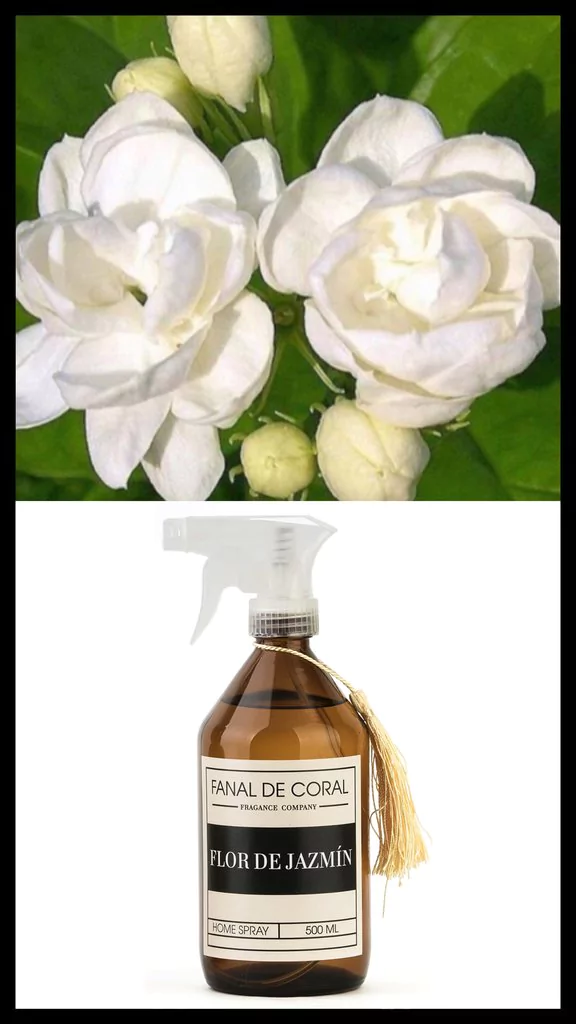 FANAL DE CORAL
FRAGANCE COMPANY
FLOR DE JAZMÍN
HOME SPRAY 500 ML